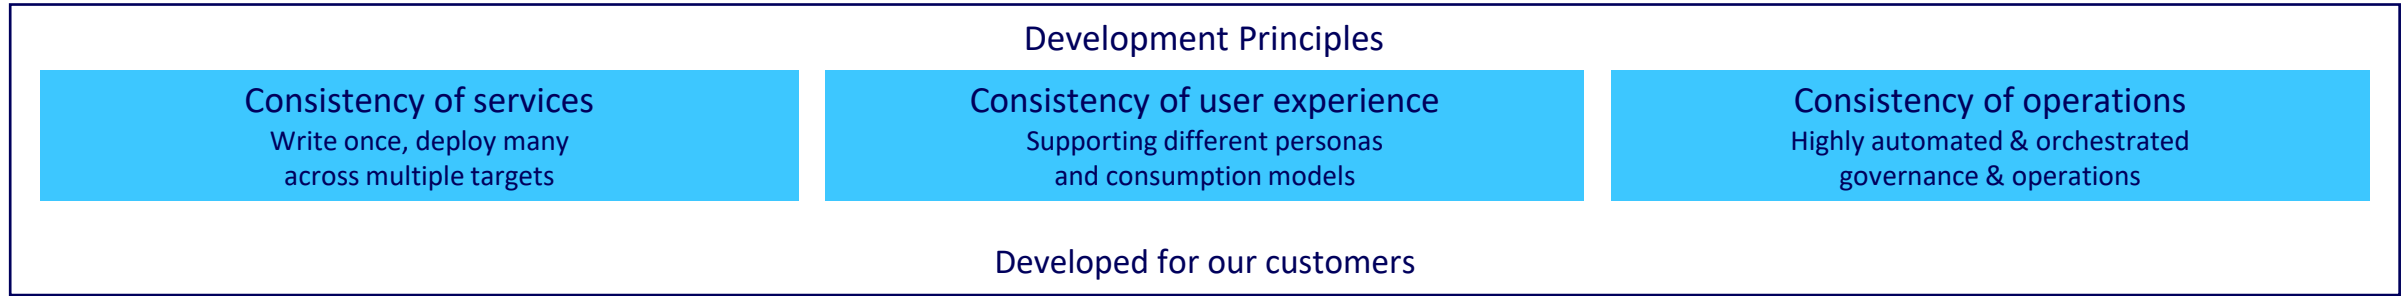 Development Principles
Consistency of services
Write once, deploy many
across multiple targets
Consistency of user experience
Supporting different personas
and consumption models
Consistency of operations
Highly automated & orchestrated
governance & operations
Developed for our customers